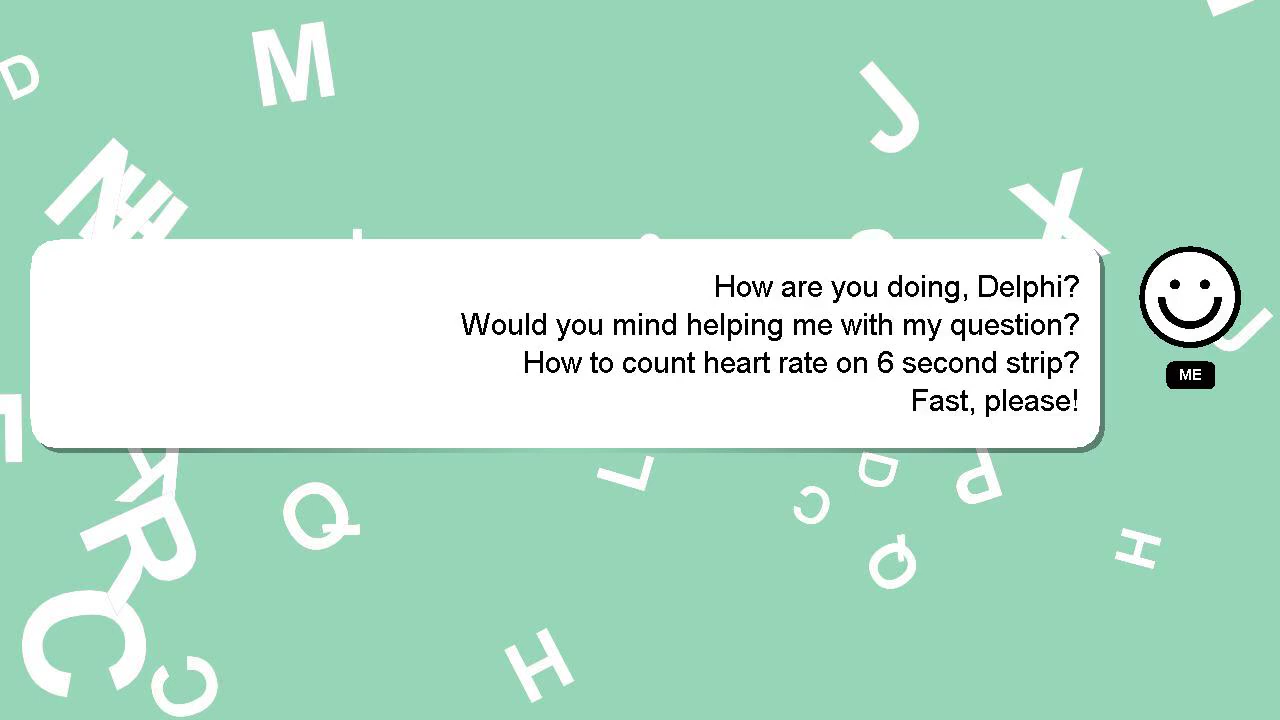 How are you doing, Delphi?
Would you mind helping me with my question?
How to count heart rate on 6 second strip?
Fast, please!
ME